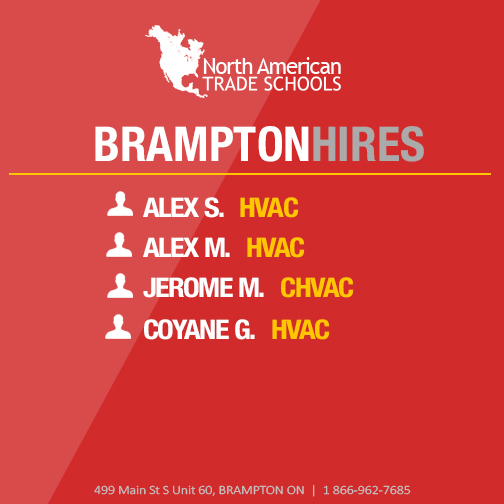 North American
TRADE SCHOOLS
BRAMPTONHIRES
ALEX S. HVAC
ALEX M. HVAC
JEROME M. CHVAC
COYANE G. HVAC
499 Main St S Unit 60, BRAMPTON ON | 1 866-962-7685